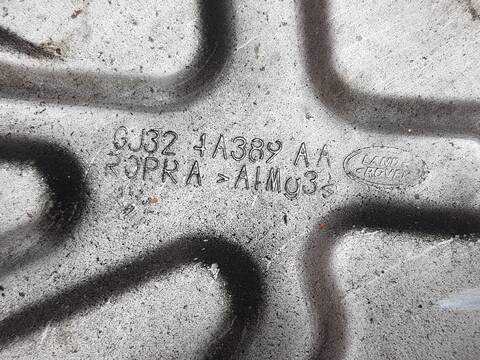 GJ32 4A389 AA
ROPRA >AlMg3<
LAND
ROVER